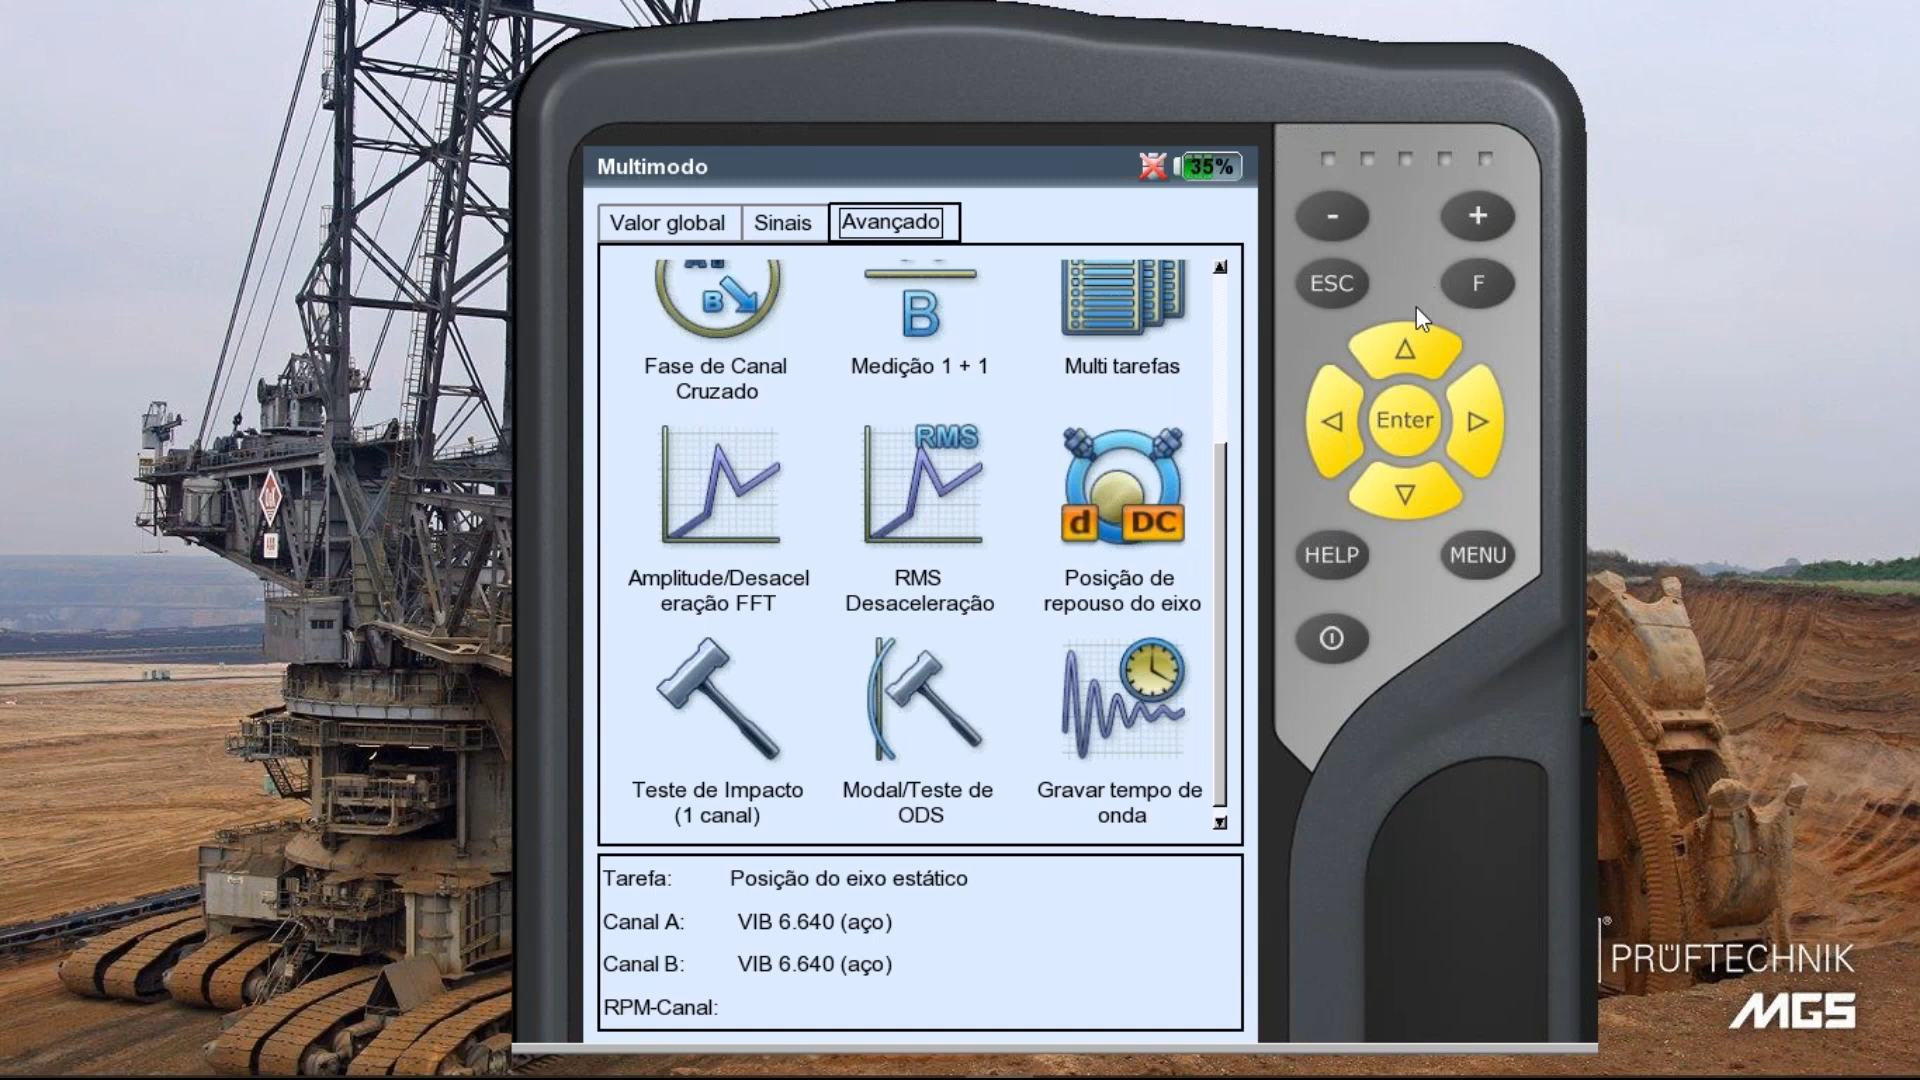 Multimodo
35%
Valor global
Sinais
Avançado
B
B
Fase de Canal
Cruzado
Medição 1 + 1
Multi tarefas
RMS
d
DC
Amplitude/Desacel
eração FFT
RMS
Desaceleração
Posição de
repouso do eixo
Teste de Impacto
(1 canal)
Modal/Teste de
ODS
Gravar tempo de
onda
Tarefa: Posição do eixo estático
Canal A: VIB 6.640 (aço)
Canal B: VIB 6.640 (aço)
RPM-Canal:
-
+
ESC
F
Enter
HELP
MENU
PRÜFTECHNIK
MGS